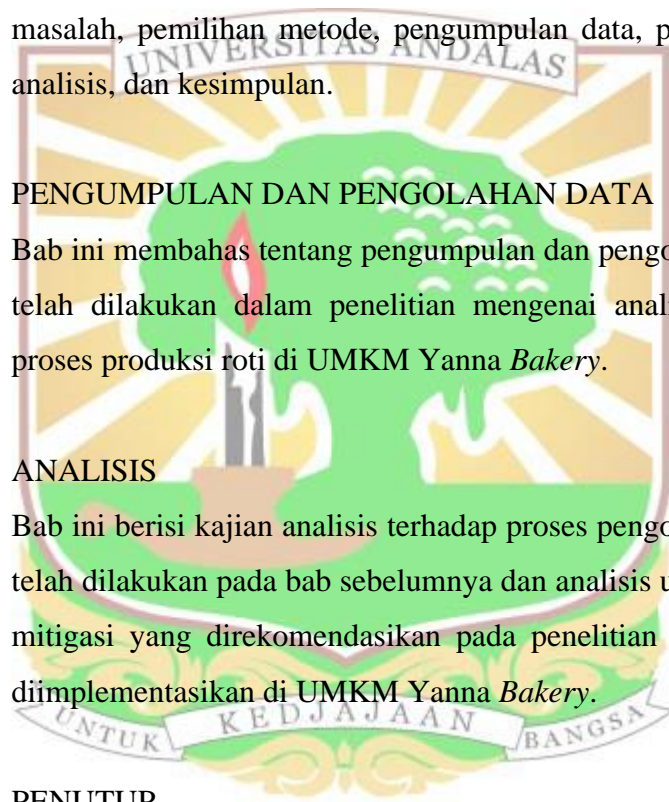 masalah, pemilihan metode, pengumpulan data, p
UNIVERSITAS ANDALAS
analisis, dan kesimpulan.
PENGUMPULAN DAN PENGOLAHAN DATA
Bab ini membahas tentang pengumpulan dan pengo
telah dilakukan dalam penelitian mengenai anali
proses produksi roti di UMKM Yanna Bakery.
ANALISIS
Bab ini berisi kajian analisis terhadap proses pengo
telah dilakukan pada bab sebelumnya dan analisis u
mitigasi yang direkomendasikan pada penelitian
diimplementasikan di UMKM Yanna Bakery.
UNTUK KEDJAJAAN BANGSA
PENUTUP